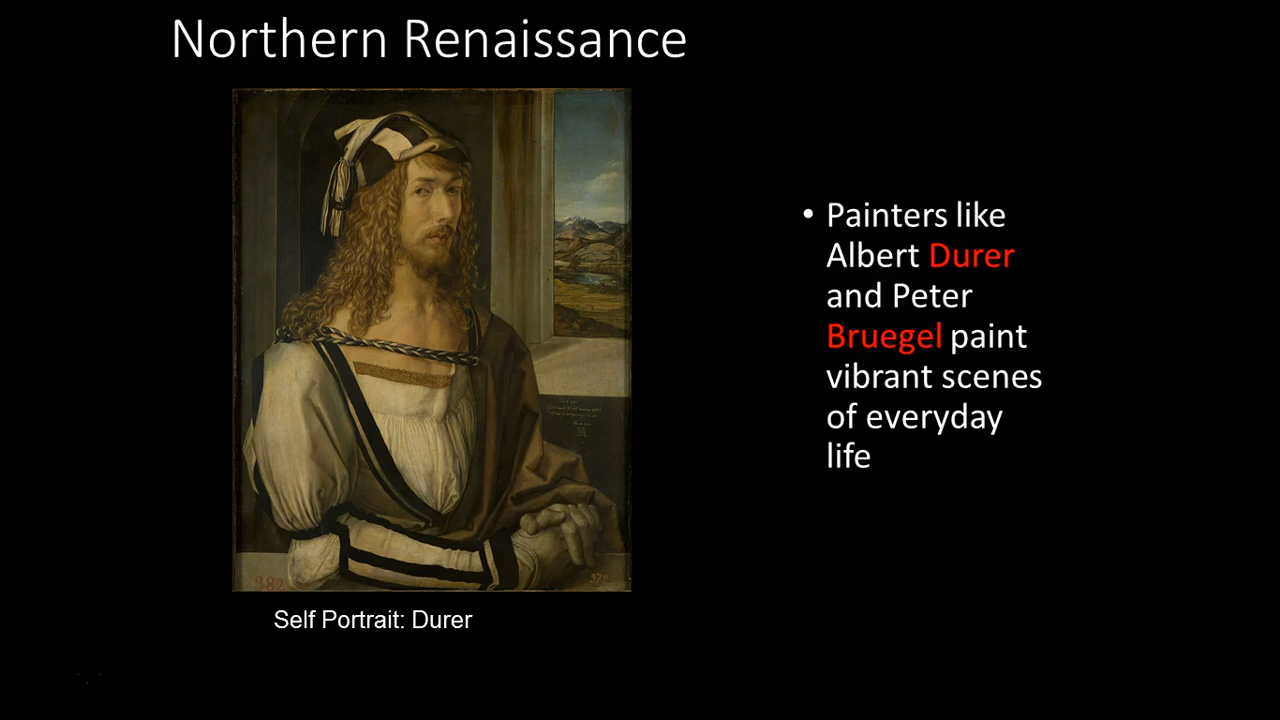 Northern Renaissance
• Painters like
Albert Durer
and Peter
Bruegel paint
vibrant scenes
of everyday
life
Self Portrait: Durer